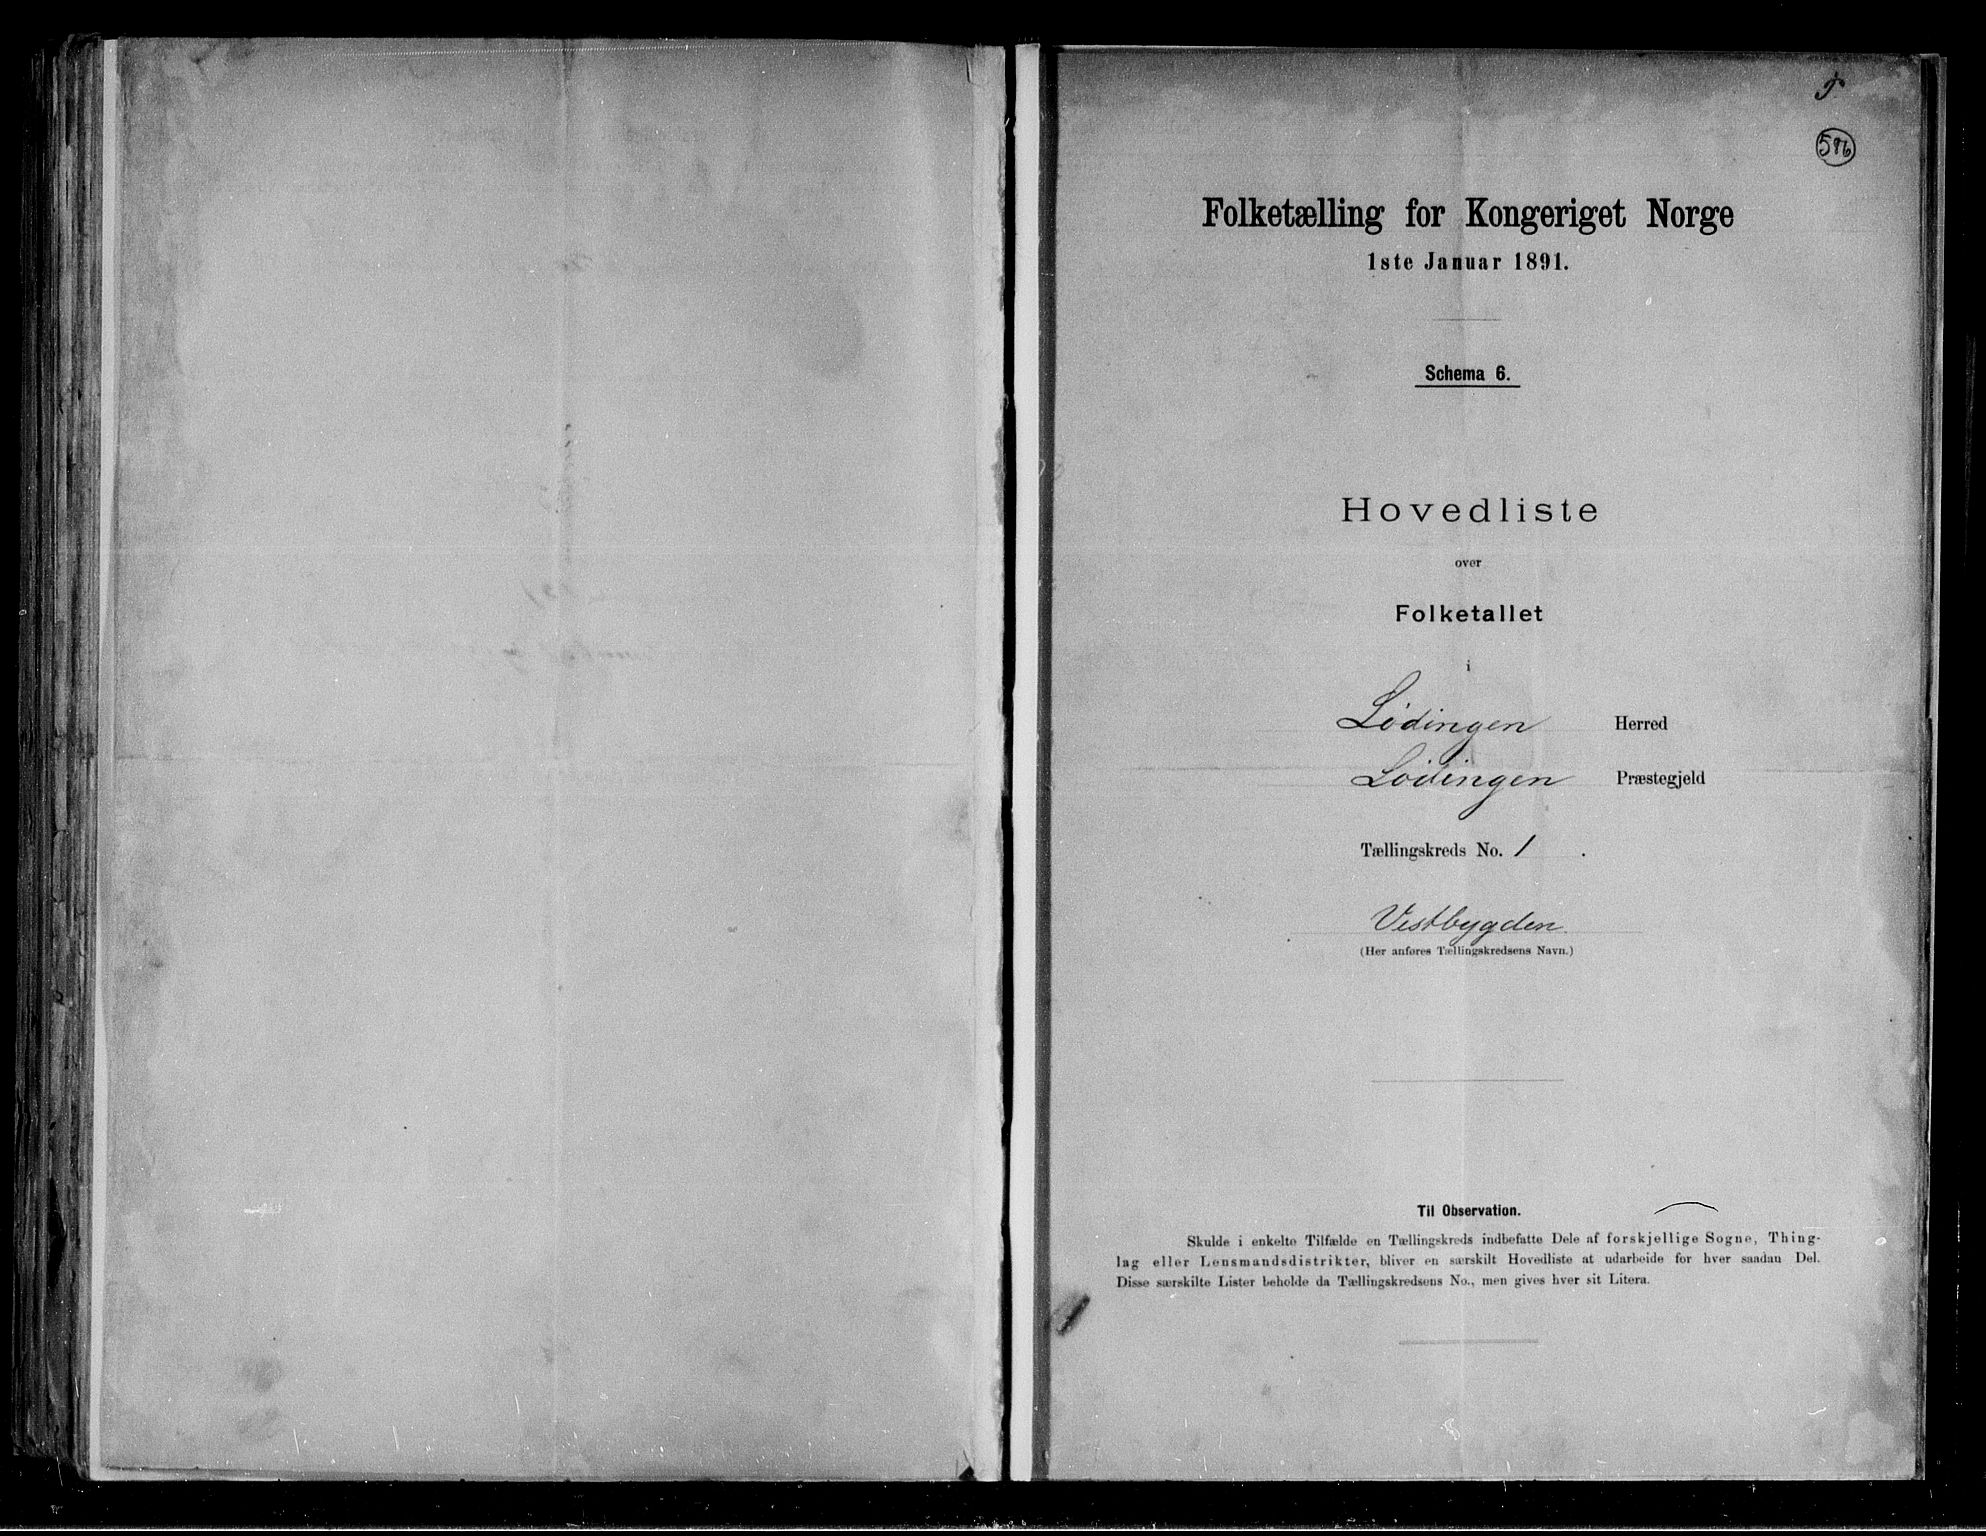 586
Folketælling for Kongeriget Norge
1ste Januar 1891.
Schema 6.
Hovedliste
over
Folketallet
i
Lødingen Herred
Lødingen Præstegjeld
Tællingskreds No. 1 .
Vestbygden.
(Her anføres Tællingskredsens Navn.)
Til Observation.
Skulde i enkelte Tilfælde en Tællingskreds indbefatte Dele af forskjellige Sogne, Thing-
lag eller Lensmandsdistrikter, bliver en særskilt Hovedliste at udarbeide for hver saadan Del.
Disse særskilte Lister beholde da Tællingskredsens No., men gives hver sit Litera.